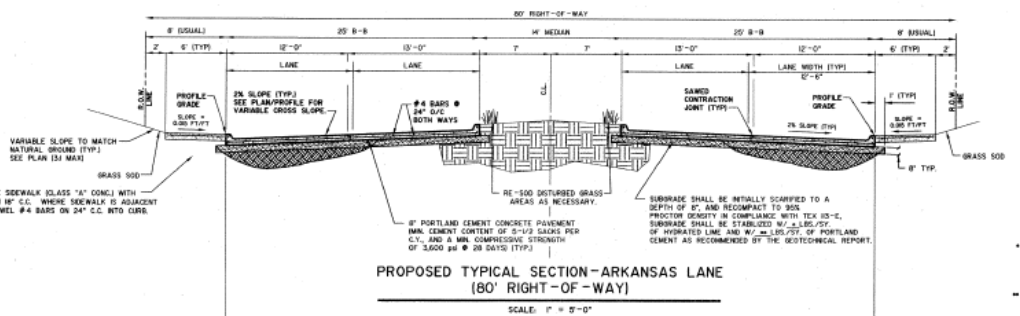 80' RIGHT-OF-WAY
8' (USUAL) 25' B-B 14' MEDIAN 25' B-B 8' (USUAL)
2' 6' (TYP) 12'-0" 13'-0" 7' 7' 13'-0" 12'-0" 6' (TYP) 2'
LANE LANE LANE LANE WIDTH (TYP)
12'-6"
R.O.W. LINE
C.L.
R.O.W. LINE
PROFILE
GRADE
2% SLOPE (TYP.)
SEE PLAN/PROFILE FOR
VARIABLE CROSS SLOPE.
#4 BARS @
24" O/C
BOTH WAYS
SAWED
CONTRACTION
JOINT (TYP)
PROFILE
GRADE
1' (TYP)
SLOPE =
FT/FT
2% SLOPE (TYP)
SLOPE =
FT/FT
VARIABLE SLOPE TO MATCH
NATURAL GROUND (TYP.)
SEE PLAN (3:1 MAX)
GRASS SOD
GRASS SOD
8" TYP.
SIDEWALK (CLASS "A" CONC.) WITH
18" C.C. WHERE SIDEWALK IS ADJACENT
#4 BARS ON 24" C.C. INTO CURB.
RE-SOD DISTURBED GRASS
AREAS AS NECESSARY.
8" PORTLAND CEMENT CONCRETE PAVEMENT
(MIN. CEMENT CONTENT OF 5-1/2 SACKS PER
C.Y., AND A MIN. COMPRESSIVE STRENGTH
OF 3,600 psi @ 28 DAYS) (TYP.)
SUBGRADE SHALL BE INITIALLY SCARIFIED TO A
DEPTH OF 8", AND RECOMPACT TO 95%
PROCTOR DENSITY IN COMPLIANCE WITH TEX 113-E,
SUBGRADE SHALL BE STABILIZED W/ * LBS./SY.
OF HYDRATED LIME AND W/ ** LBS./SY. OF PORTLAND
CEMENT AS RECOMMENDED BY THE GEOTECHNICAL REPORT.
PROPOSED TYPICAL SECTION-ARKANSAS LANE
(80' RIGHT-OF-WAY)
SCALE: 1" = 5'-0"